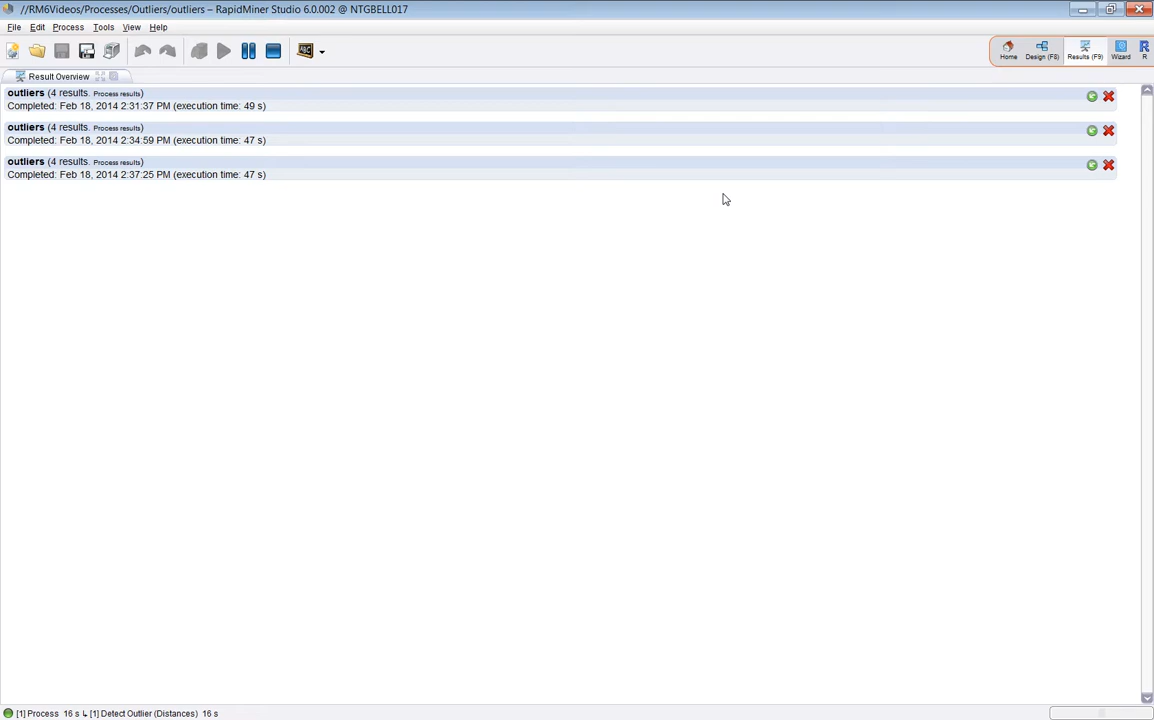 //RM6Videos/Processes/Outliers/outliers – RapidMiner Studio 6.0.002 @ NTGBELL017
File Edit Process Tools View Help
ABC
Home Design (F8) Results (F9) Wizard R
Result Overview
outliers (4 results. Process results)
Completed: Feb 18, 2014 2:31:37 PM (execution time: 49 s)
outliers (4 results. Process results)
Completed: Feb 18, 2014 2:34:59 PM (execution time: 47 s)
outliers (4 results. Process results)
Completed: Feb 18, 2014 2:37:25 PM (execution time: 47 s)
[1] Process 16 s ↳ [1] Detect Outlier (Distances) 16 s